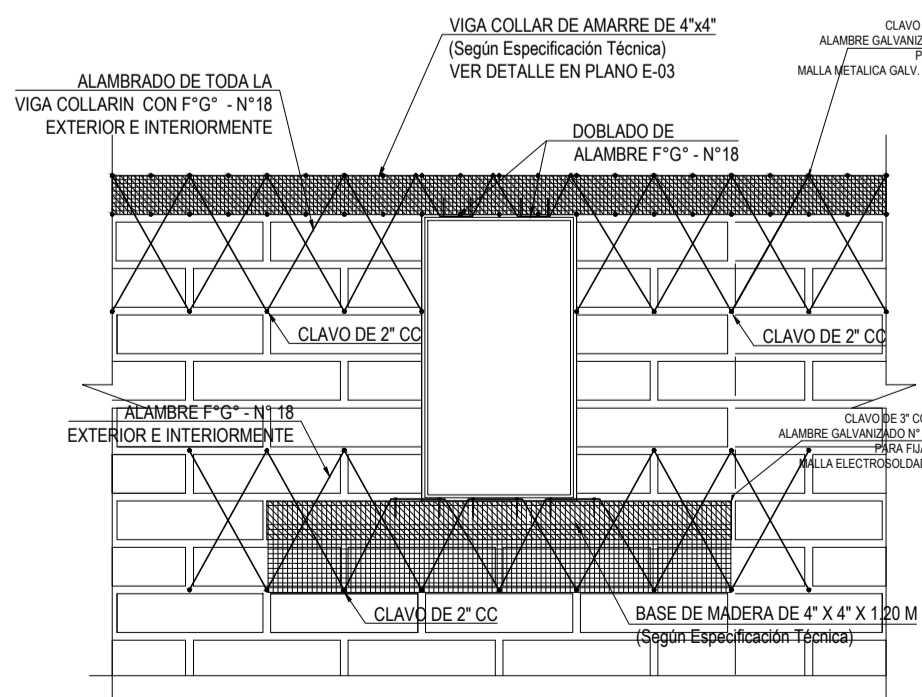 VIGA COLLAR DE AMARRE DE 4"x4"
(Según Especificación Técnica)
VER DETALLE EN PLANO E-03
CLAVO
ALAMBRE GALVANIZ
P
MALLA METALICA GALV.
ALAMBRADO DE TODA LA
VIGA COLLARIN CON F°G° - N°18
EXTERIOR E INTERIORMENTE
DOBLADO DE
ALAMBRE F°G° - N°18
CLAVO DE 2" CC
CLAVO DE 2" CC
ALAMBRE F°G° - N° 18
EXTERIOR E INTERIORMENTE
CLAVO DE 3" CC
ALAMBRE GALVANIZADO N°
PARA FIJA
MALLA ELECTROSOLDAD
CLAVO DE 2" CC
BASE DE MADERA DE 4" X 4" X 1.20 M
(Según Especificación Técnica)